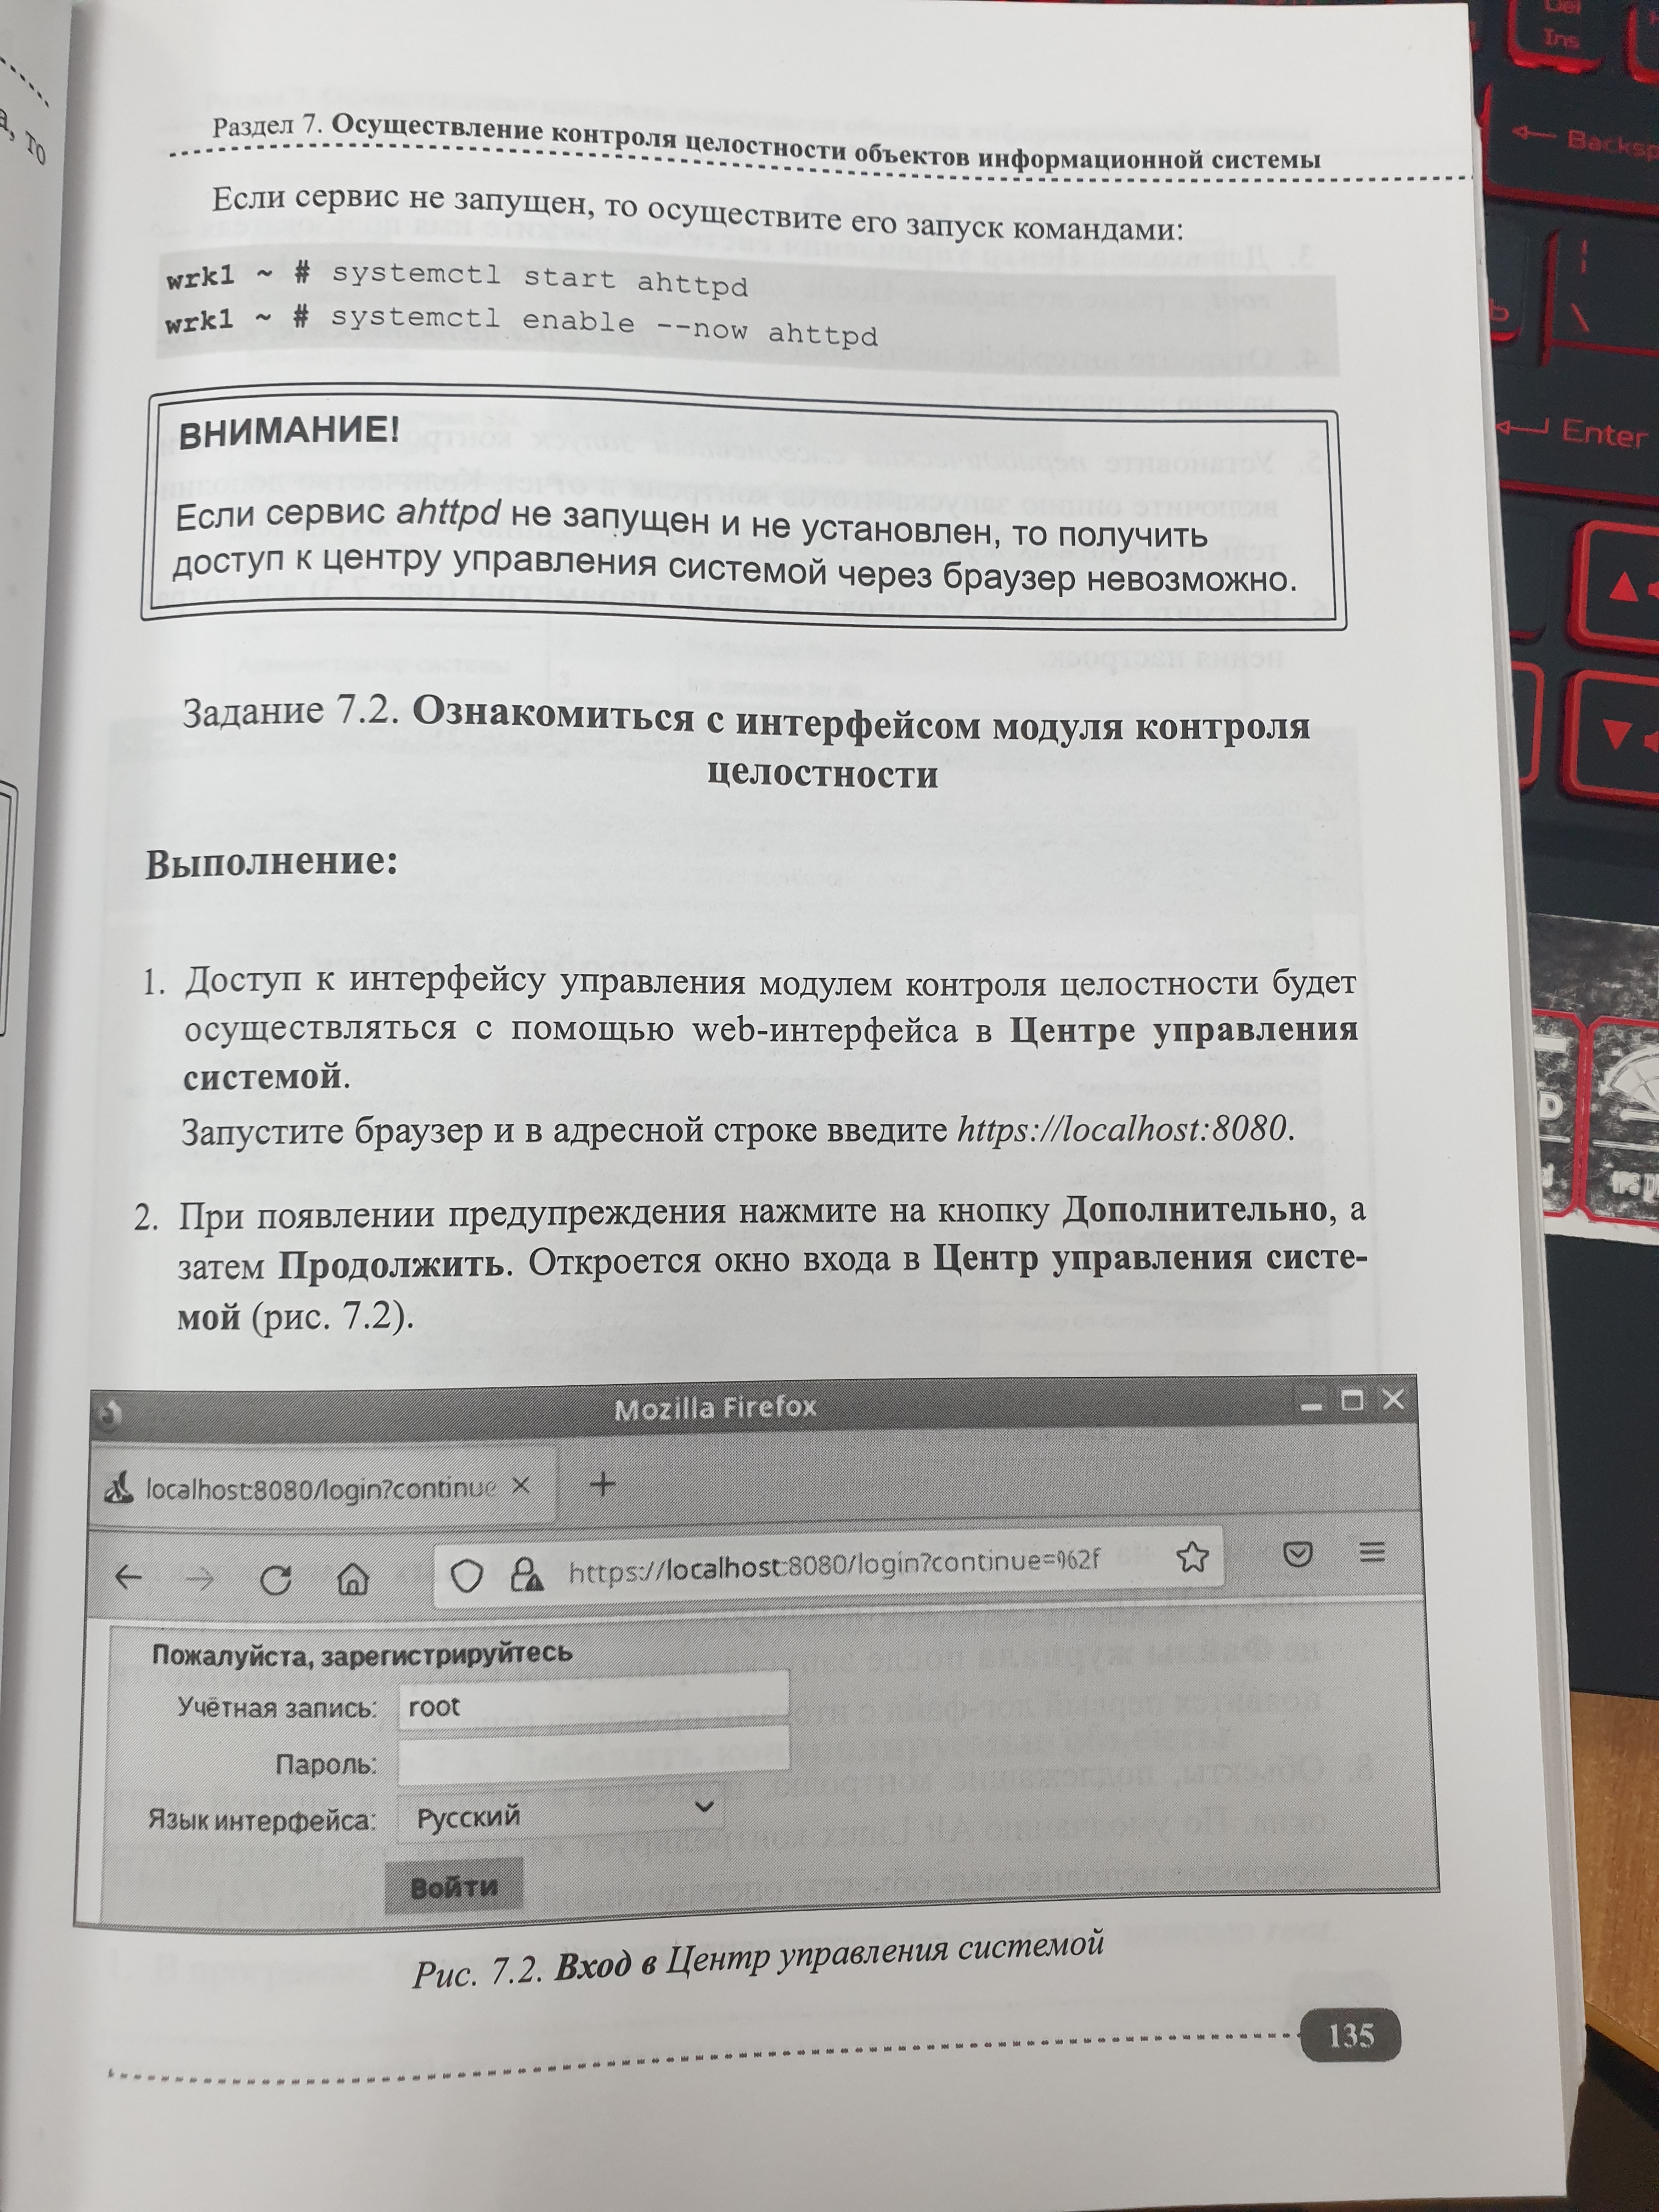 а, то
Раздел 7. Осуществление контроля целостности объектов информационной системы
Если сервис не запущен, то осуществите его запуск командами:
wrk1 ~ # systemctl start ahttpd
wrk1 ~ # systemctl enable --now ahttpd
ВНИМАНИЕ!
Если сервис ahttpd не запущен и не установлен, то получить
доступ к центру управления системой через браузер невозможно.
Задание 7.2. Ознакомиться с интерфейсом модуля контроля
целостности
Выполнение:
1. Доступ к интерфейсу управления модулем контроля целостности будет
осуществляться с помощью web-интерфейса в Центре управления
системой.
Запустите браузер и в адресной строке введите https://localhost:8080.
2. При появлении предупреждения нажмите на кнопку Дополнительно, а
затем Продолжить. Откроется окно входа в Центр управления систе-
мой (рис. 7.2).
Mozilla Firefox
localhost:8080/login?continue
https://localhost:8080/login?continue=%2f
Пожалуйста, зарегистрируйтесь
Учётная запись: root
Пароль:
Язык интерфейса: Русский
Войти
Рис. 7.2. Вход в Центр управления системой
135
Del
Ins
Backsp
\
Enter